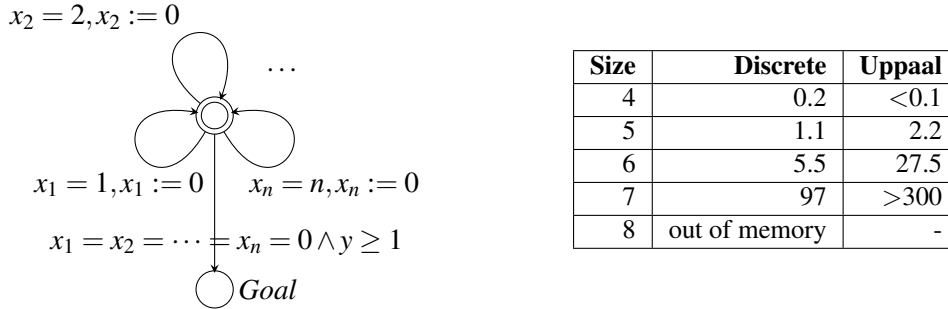 x₂ = 2, x₂ := 0
···
x₁ = 1, x₁ := 0
xₙ = n, xₙ := 0
x₁ = x₂ = ··· = xₙ = 0 ∧ y ≥ 1
Goal
Size Discrete Uppaal
4 0.2 <0.1
5 1.1 2.2
6 5.5 27.5
7 97 >300
8 out of memory -